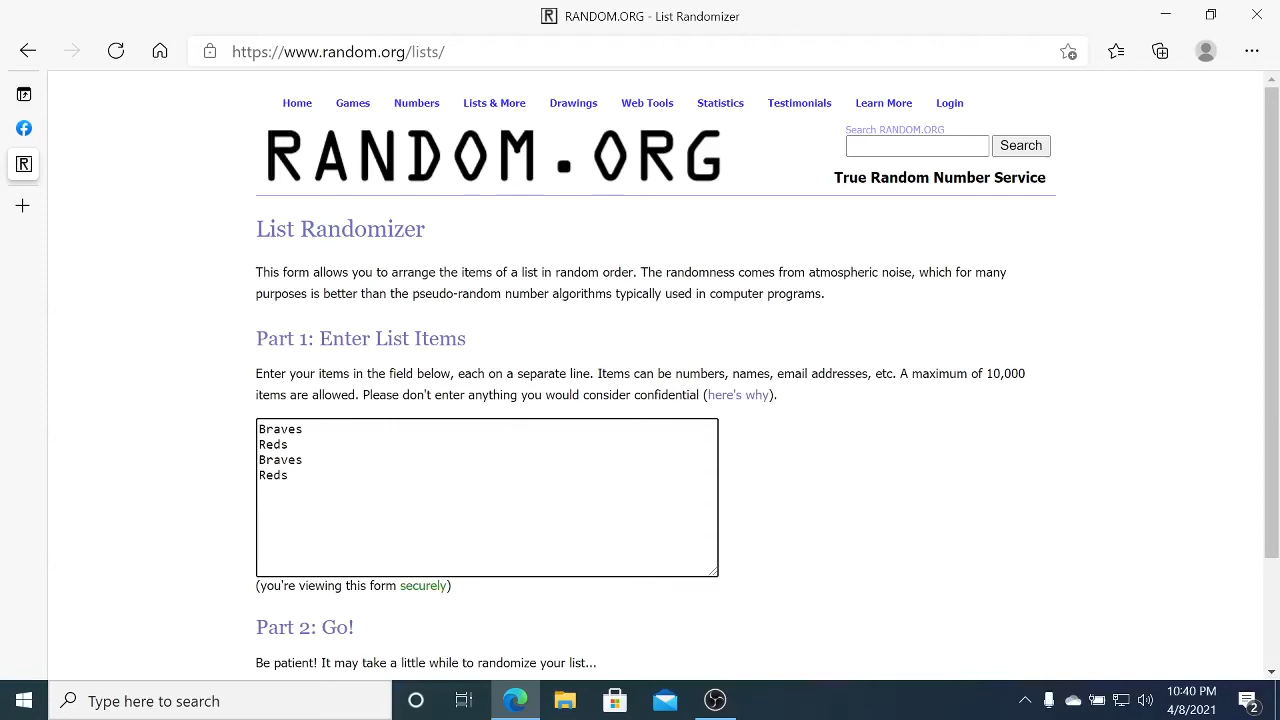 RANDOM.ORG - List Randomizer
https://www.random.org/lists/
Home Games Numbers Lists & More Drawings Web Tools Statistics Testimonials Learn More Login
RANDOM.ORG
Search RANDOM.ORG
Search
True Random Number Service
List Randomizer
This form allows you to arrange the items of a list in random order. The randomness comes from atmospheric noise, which for many
purposes is better than the pseudo-random number algorithms typically used in computer programs.
Part 1: Enter List Items
Enter your items in the field below, each on a separate line. Items can be numbers, names, email addresses, etc. A maximum of 10,000
items are allowed. Please don't enter anything you would consider confidential (here's why).
Braves
Reds
Braves
Reds
(you're viewing this form securely)
Part 2: Go!
Be patient! It may take a little while to randomize your list...
Type here to search
10:40 PM
4/8/2021
2